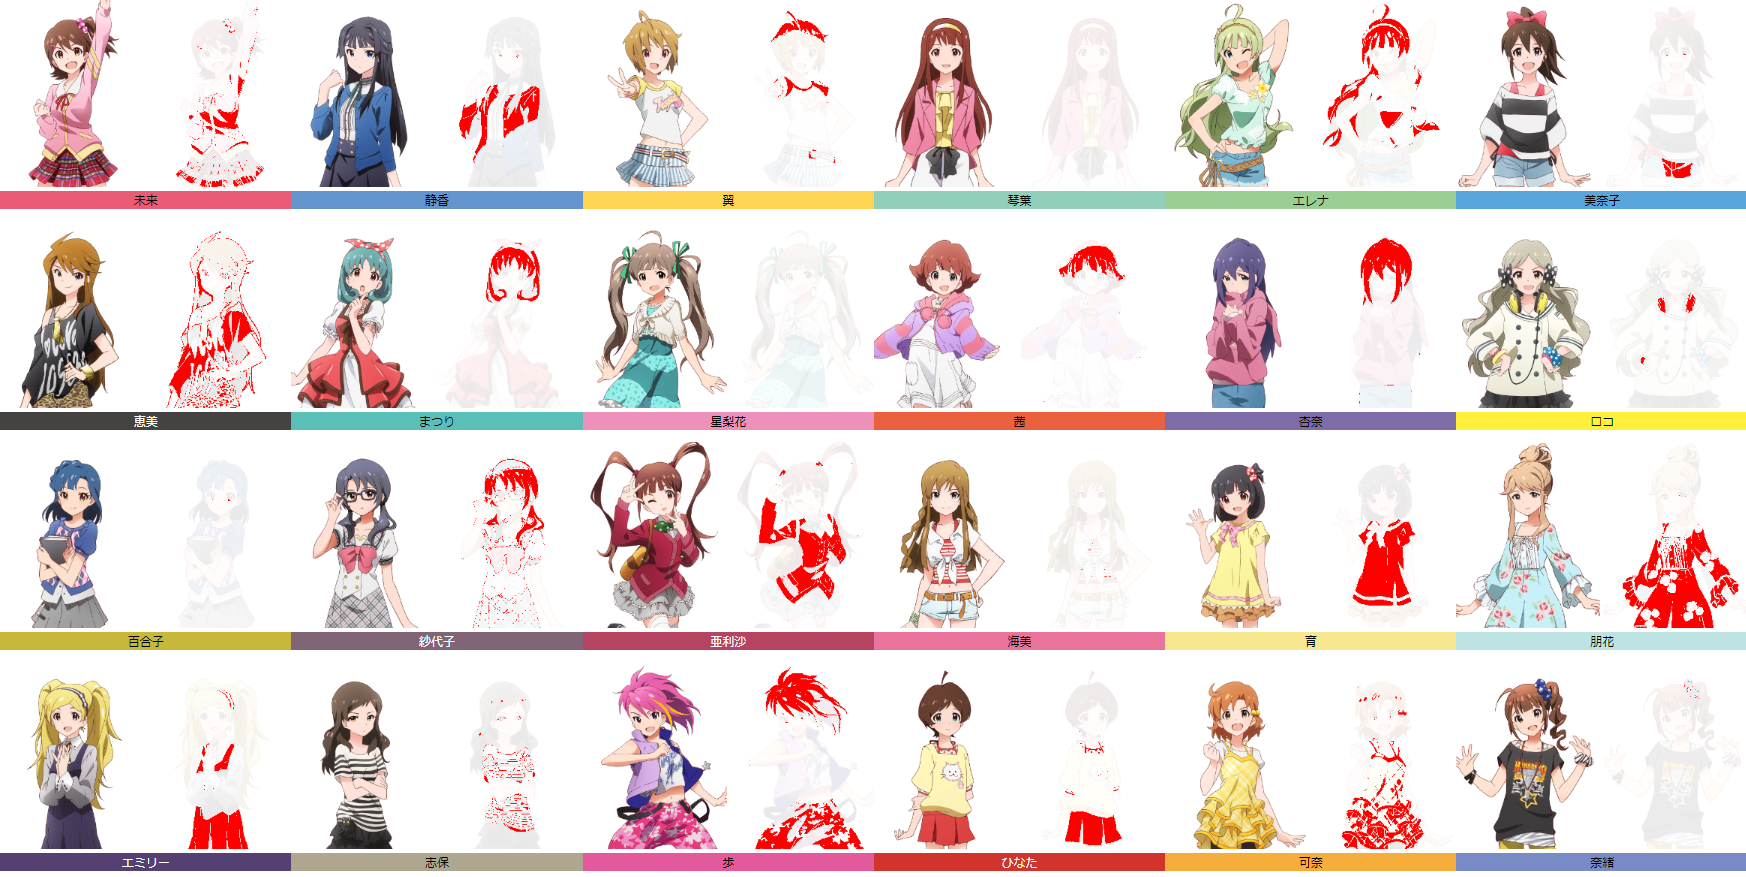 未来
静香
翼
琴葉
エレナ
美奈子
恵美
まつり
星梨花
茜
杏奈
ロコ
百合子
紗代子
亜利沙
海美
育
朋花
エミリー
志保
歩
ひなた
可奈
奈緒